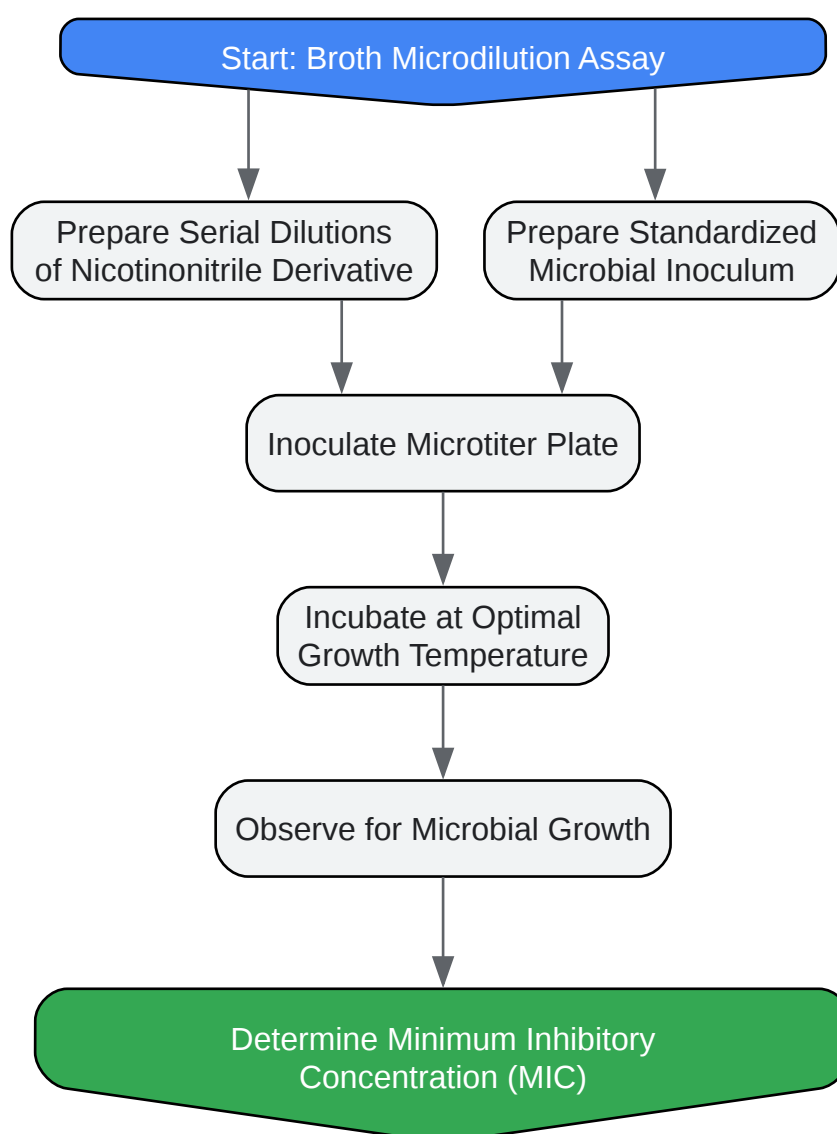 Start: Broth Microdilution Assay
Prepare Serial Dilutions
of Nicotinonitrile Derivative
Prepare Standardized
Microbial Inoculum
Inoculate Microtiter Plate
Incubate at Optimal
Growth Temperature
Observe for Microbial Growth
Determine Minimum Inhibitory
Concentration (MIC)